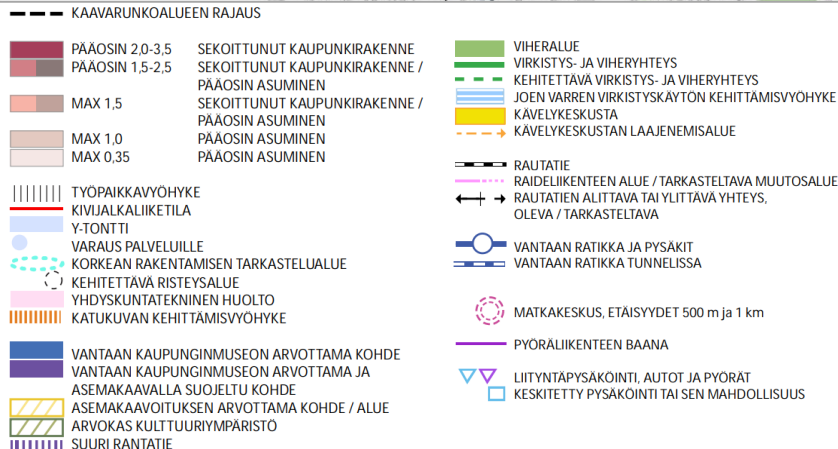 KAAVARUNKOALUEEN RAJAUS
PÄÄOSIN 2,0-3,5 SEKOITTUNUT KAUPUNKIRAKENNE
PÄÄOSIN 1,5-2,5 SEKOITTUNUT KAUPUNKIRAKENNE /
PÄÄOSIN ASUMINEN
MAX 1,5 SEKOITTUNUT KAUPUNKIRAKENNE /
PÄÄOSIN ASUMINEN
MAX 1,0 PÄÄOSIN ASUMINEN
MAX 0,35 PÄÄOSIN ASUMINEN
TYÖPAIKKAVYÖHYKE
KIVIJALKALIIKETILA
Y-TONTTI
VARAUS PALVELUILLE
KORKEAN RAKENTAMISEN TARKASTELUALUE
KEHITETTÄVÄ RISTEYSALUE
YHDYSKUNTATEKNINEN HUOLTO
KATUKUVAN KEHITTÄMISVYÖHYKE
VANTAAN KAUPUNGINMUSEON ARVOTTAMA KOHDE
VANTAAN KAUPUNGINMUSEON ARVOTTAMA JA
ASEMAKAAVALLA SUOJELTU KOHDE
ASEMAKAAVOITUKSEN ARVOTTAMA KOHDE / ALUE
ARVOKAS KULTTUURIYMPÄRISTÖ
SUURI RANTATIE
VIHERALUE
VIRKISTYS- JA VIHERYHTEYS
KEHITETTÄVÄ VIRKISTYS- JA VIHERYHTEYS
JOEN VARREN VIRKISTYSKÄYTÖN KEHITTÄMISVYÖHYKE
KÄVELYKESKUSTA
KÄVELYKESKUSTAN LAAJENEMISALUE
RAUTATIE
RAIDELIIKENTEEN ALUE / TARKASTELTAVA MUUTOSALUE
RAUTATIEN ALITTAVA TAI YLITTÄVÄ YHTEYS,
OLEVA / TARKASTELTAVA
VANTAAN RATIKKA JA PYSÄKIT
VANTAAN RATIKKA TUNNELISSA
MATKAKESKUS, ETÄISYYDET 500 m ja 1 km
PYÖRÄLIIKENTEEN BAANA
LIITYNTÄPYSÄKÖINTI, AUTOT JA PYÖRÄT
KESKITETTY PYSÄKÖINTI TAI SEN MAHDOLLISUUS